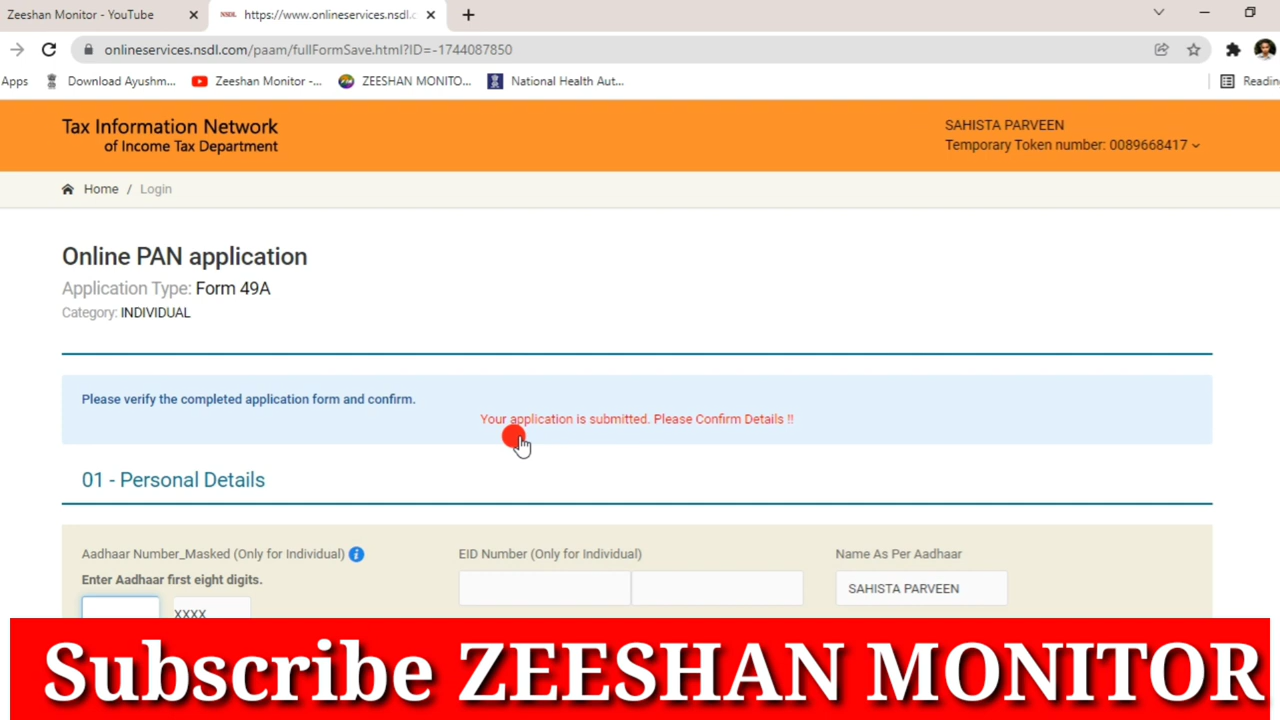 Zeeshan Monitor - YouTube
NSDL https://www.onlineservices.nsdl.c
onlineservices.nsdl.com/paam/fullFormSave.html?ID=-1744087850
Apps Download Ayushm... Zeeshan Monitor -... ZEESHAN MONITO... National Health Aut... Readin
Tax Information Network
of Income Tax Department
SAHISTA PARVEEN
Temporary Token number: 0089668417
Home / Login
Online PAN application
Application Type: Form 49A
Category: INDIVIDUAL
Please verify the completed application form and confirm.
Your application is submitted. Please Confirm Details !!
01 - Personal Details
Aadhaar Number_Masked (Only for Individual) i EID Number (Only for Individual) Name As Per Aadhaar
Enter Aadhaar first eight digits.
SAHISTA PARVEEN
XXXX
Subscribe ZEESHAN MONITOR